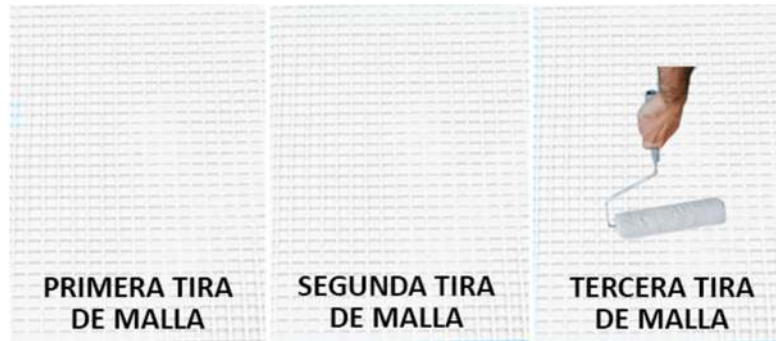 PRIMERA TIRA
DE MALLA
SEGUNDA TIRA
DE MALLA
TERCERA TIRA
DE MALLA